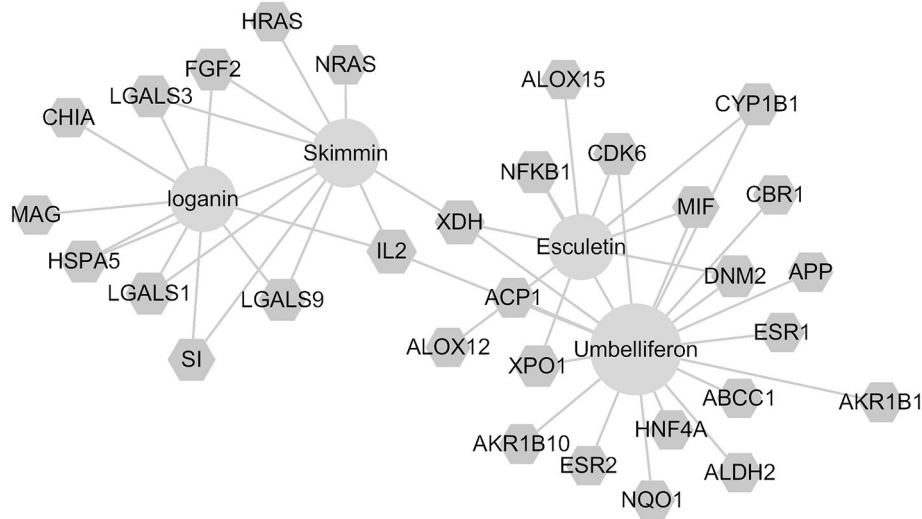 HRAS
NRAS
FGF2
LGALS3
CHIA
ALOX15
CYP1B1
Skimmin
CDK6
NFKB1
loganin
MAG
XDH
MIF
CBR1
HSPA5
IL2
Esculetin
DNM2
APP
LGALS1
LGALS9
ACP1
ESR1
SI
ALOX12
XPO1
Umbelliferon
ABCC1
AKR1B1
HNF4A
AKR1B10
ESR2
ALDH2
NQO1